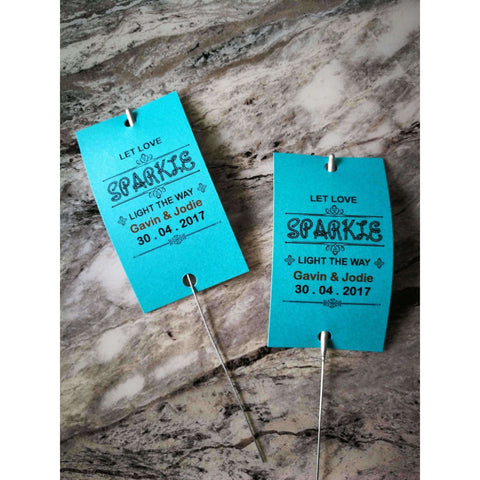 LET LOVE
SPARKLE
LIGHT THE WAY
Gavin & Jodie
30 . 04 . 2017
LET LOVE
SPARKLE
LIGHT THE WAY
Gavin & Jodie
30 . 04 . 2017